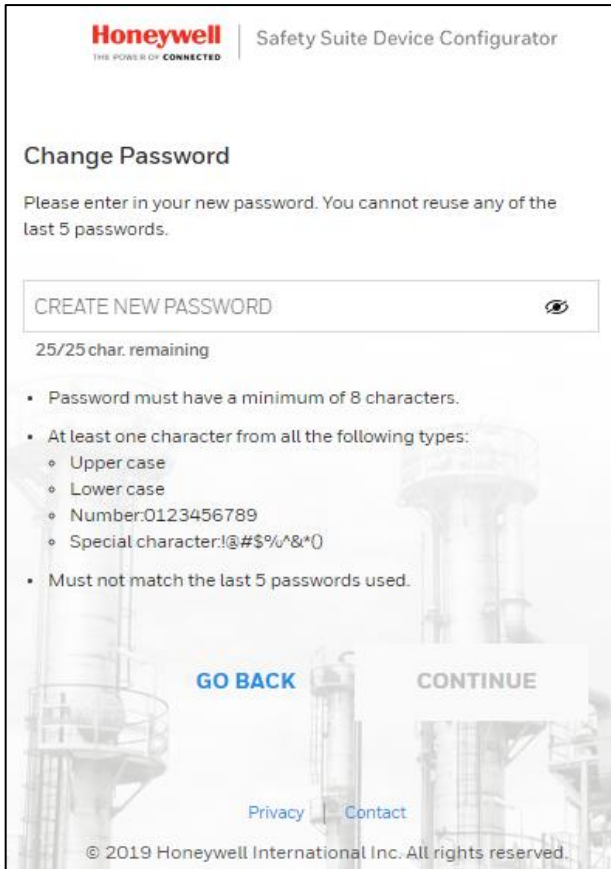 Honeywell
THE POWER OF CONNECTED
Safety Suite Device Configurator
Change Password
Please enter in your new password. You cannot reuse any of the
last 5 passwords.
CREATE NEW PASSWORD
25/25 char. remaining
• Password must have a minimum of 8 characters.
• At least one character from all the following types:
∘ Upper case
∘ Lower case
∘ Number:0123456789
∘ Special character:!@#$%^&*()
• Must not match the last 5 passwords used.
GO BACK
CONTINUE
Privacy | Contact
© 2019 Honeywell International Inc. All rights reserved.